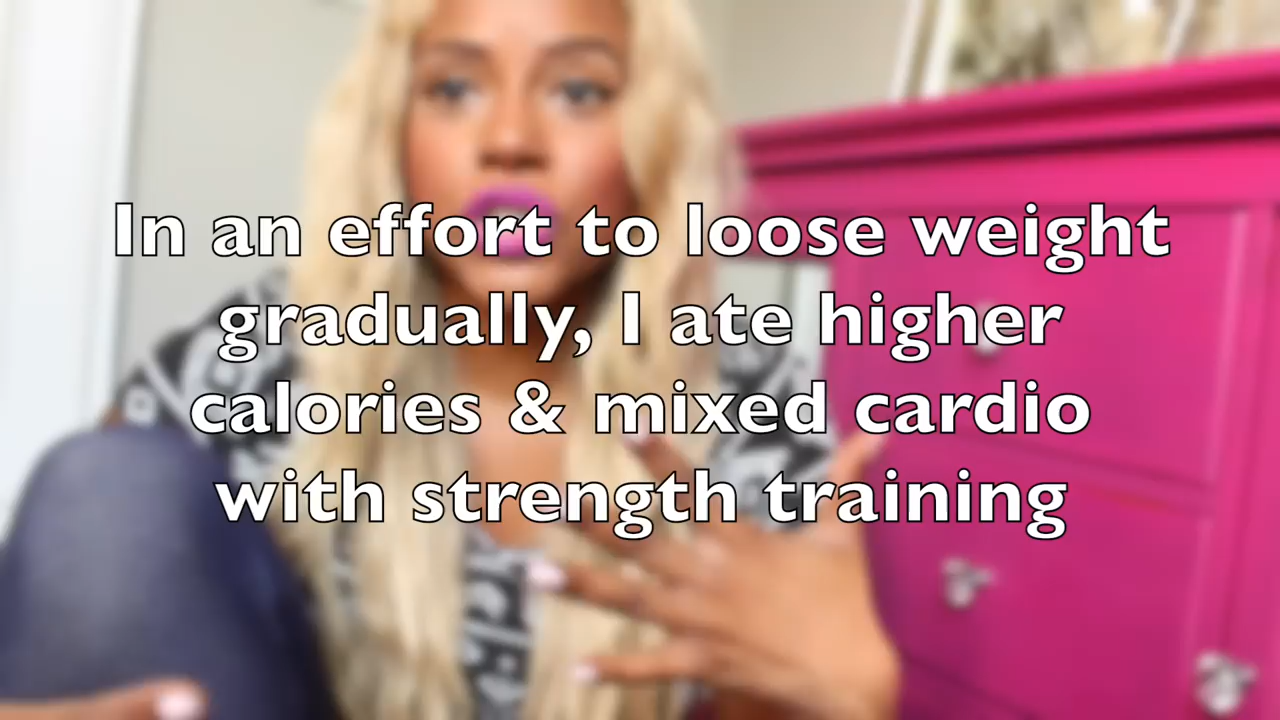 In an effort to loose weight
gradually, I ate higher
calories & mixed cardio
with strength training